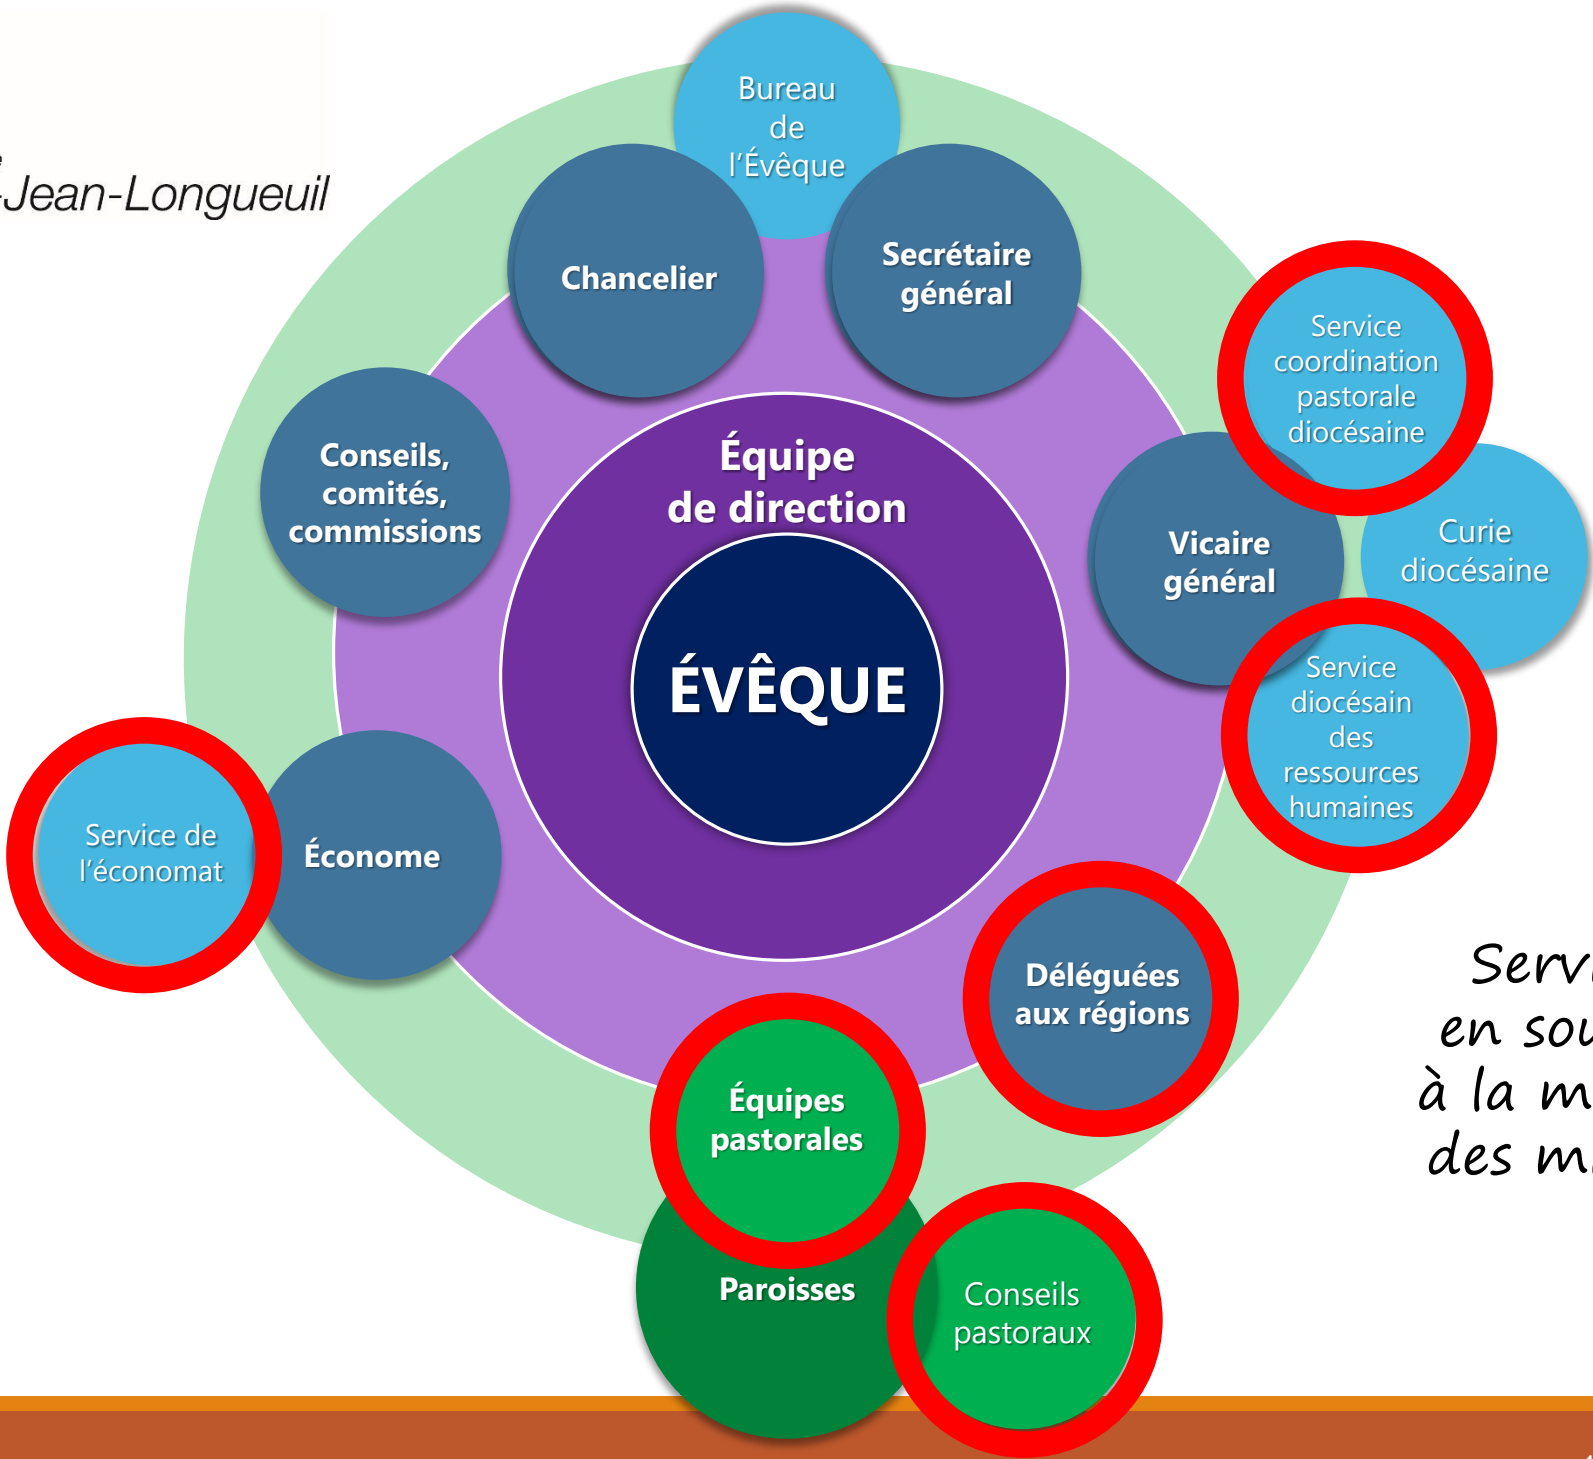 -Jean-Longueuil
Bureau
de
l'Évêque
Chancelier
Secrétaire
général
Service
coordination
pastorale
diocésaine
Conseils,
comités,
commissions
Équipe
de direction
Vicaire
général
Curie
diocésaine
ÉVÊQUE
Service
diocésain
des
ressources
humaines
Service de
l'économat
Économe
Déléguées
aux régions
en
à la
des
Équipes
pastorales
Paroisses
Conseils
pastoraux